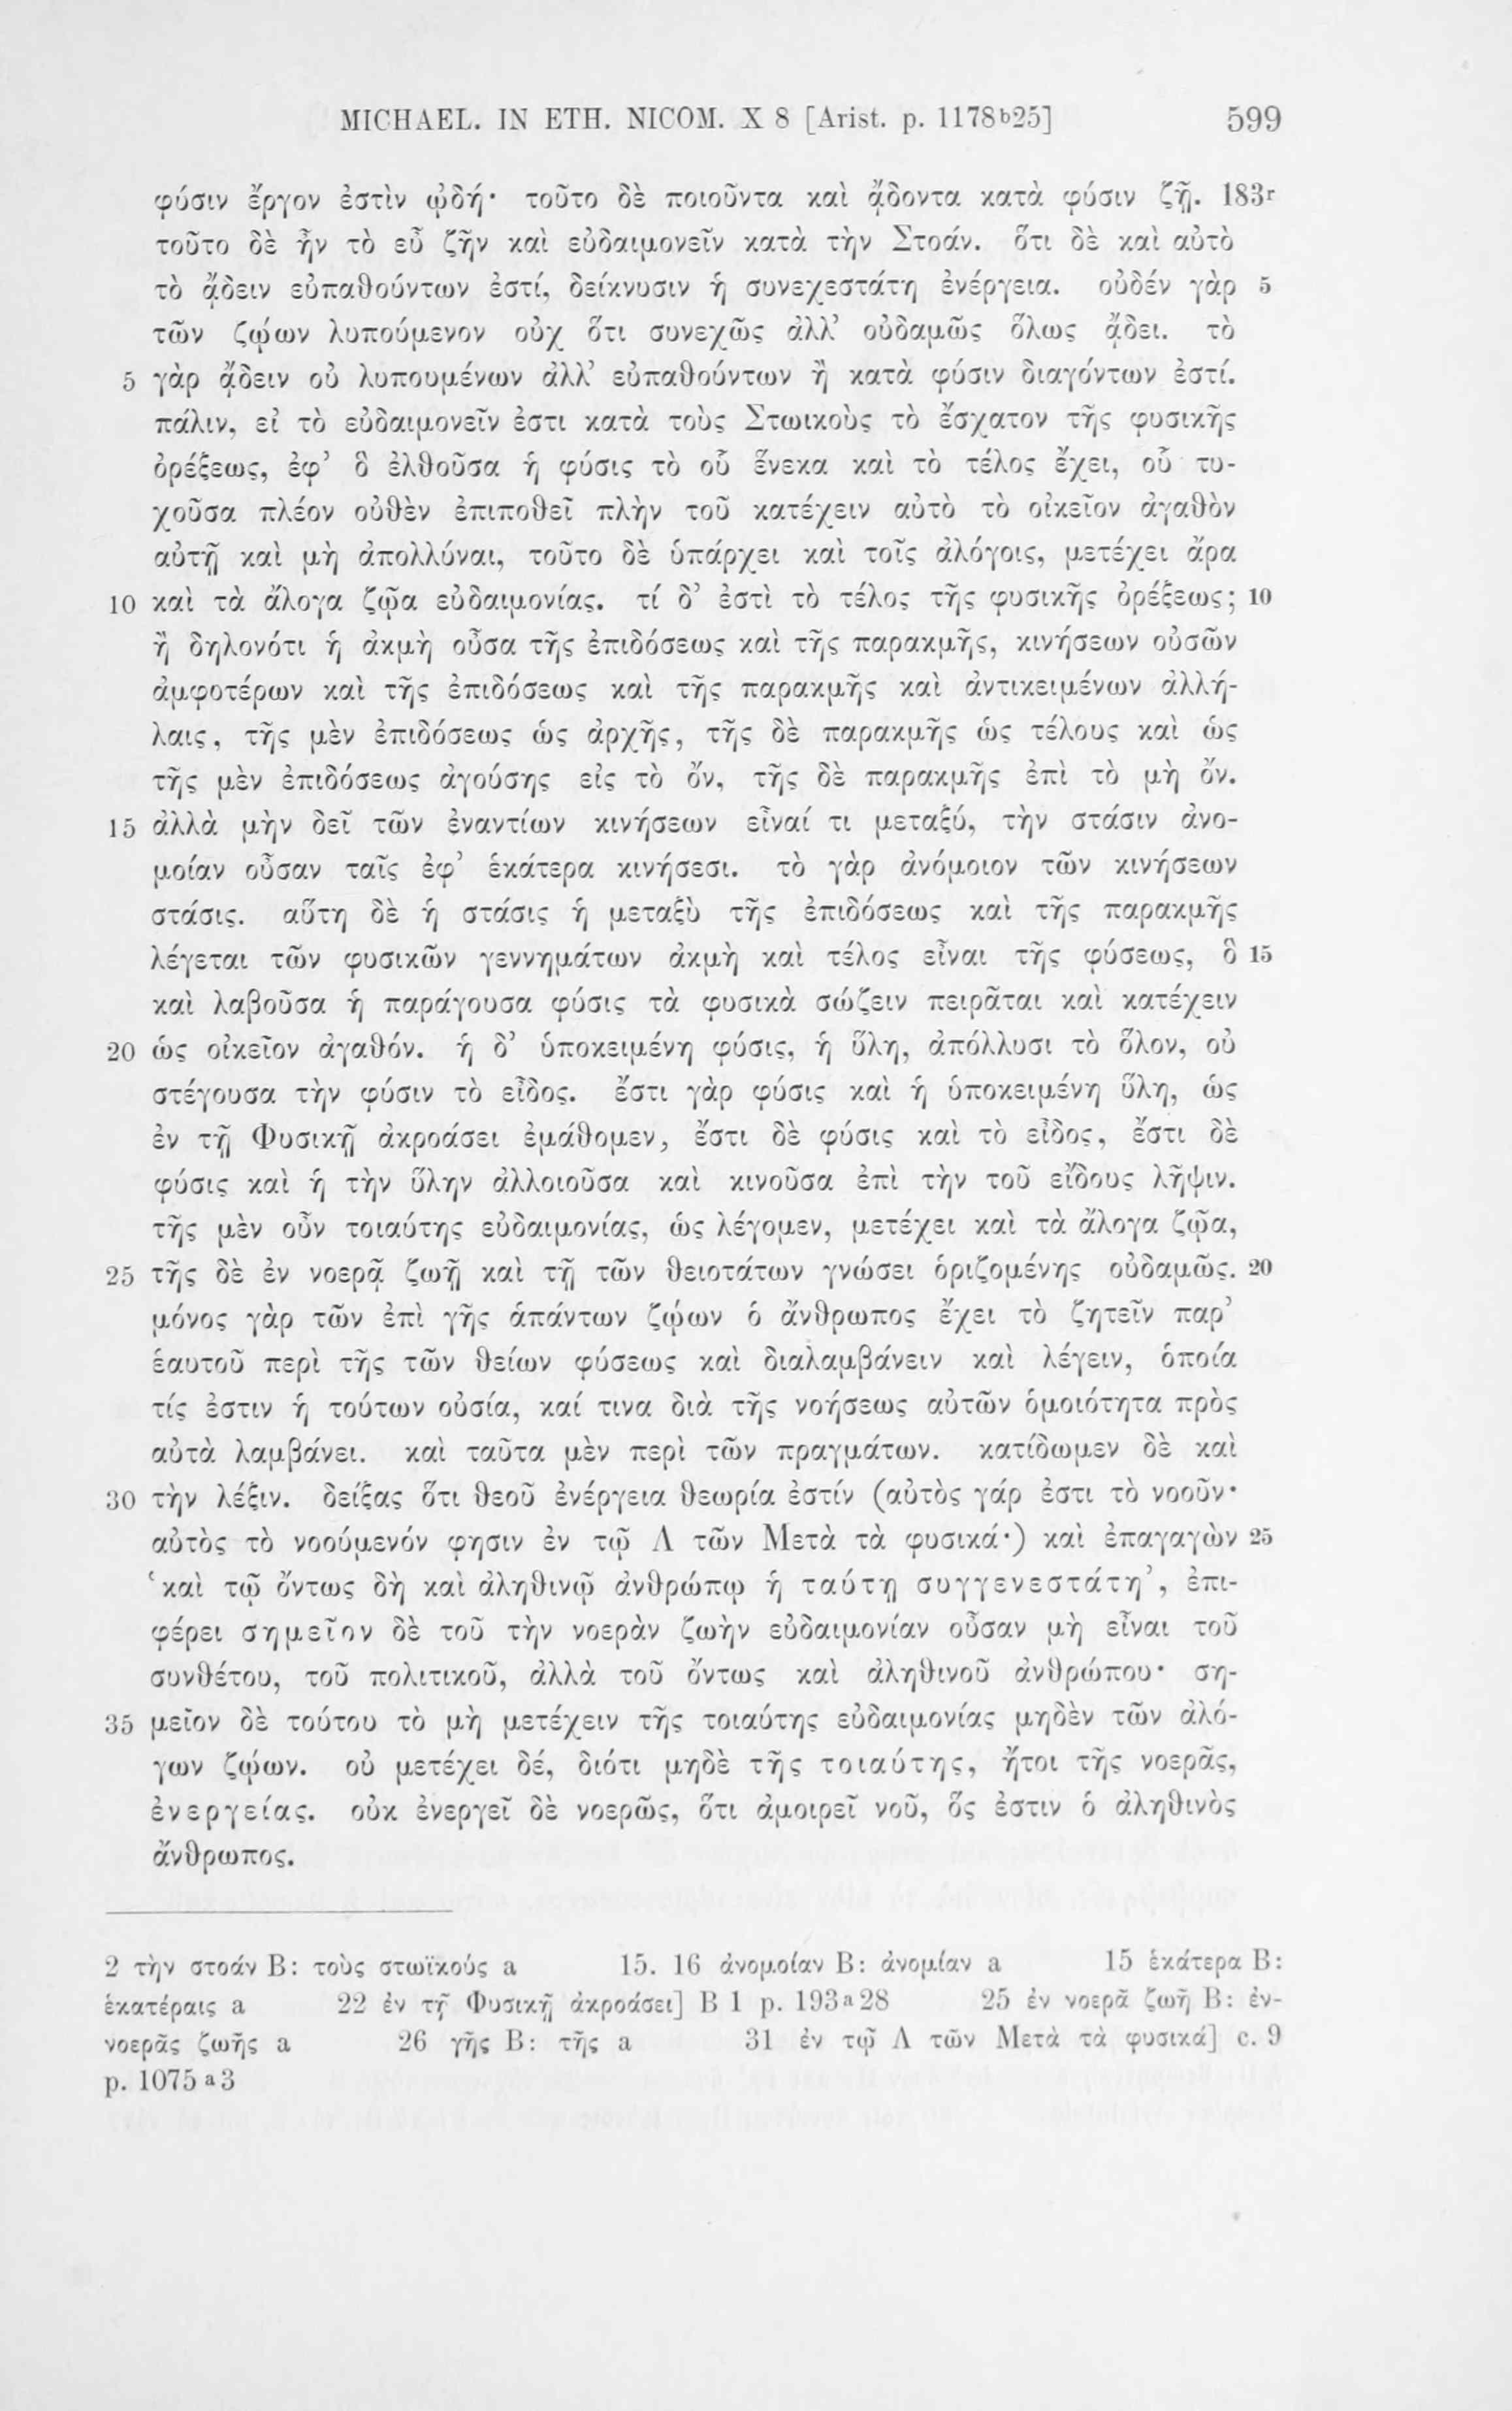 MICHAEL. IN ETH. NICOM. X 8 [Arist. p. 1178ᵇ25] 599
φύσιν ἔργον ἐστὶν ᾠδή· τοῦτο δὲ ποιοῦντα καὶ ᾄδοντα κατὰ φύσιν ζῇ. 183ʳ
τοῦτο δὲ ἦν τὸ εὖ ζῆν καὶ εὐδαιμονεῖν κατὰ τὴν Στοάν. ὅτι δὲ καὶ αὐτὸ
τὸ ᾄδειν εὐπαθούντων ἐστί, δείκνυσιν ἡ συνεχεστάτη ἐνέργεια. οὐδέν γὰρ 5
τῶν ζῴων λυπούμενον οὐχ ὅτι συνεχῶς ἀλλ’ οὐδαμῶς ὅλως ᾄδει. τὸ
5 γὰρ ᾄδειν οὐ λυπουμένων ἀλλ’ εὐπαθούντων ἢ κατὰ φύσιν διαγόντων ἐστί.
πάλιν, εἰ τὸ εὐδαιμονεῖν ἐστι κατὰ τοὺς Στωικοὺς τὸ ἔσχατον τῆς φυσικῆς
ὀρέξεως, ἐφ’ ὃ ἐλθοῦσα ἡ φύσις τὸ οὗ ἕνεκα καὶ τὸ τέλος ἔχει, οὗ τυ-
χοῦσα πλέον οὐθὲν ἐπιποθεῖ πλὴν τοῦ κατέχειν αὐτὸ τὸ οἰκεῖον ἀγαθὸν
αὐτῇ καὶ μὴ ἀπολλύναι, τοῦτο δὲ ὑπάρχει καὶ τοῖς ἀλόγοις, μετέχει ἄρα
10 καὶ τὰ ἄλογα ζῷα εὐδαιμονίας. τί δ’ ἐστὶ τὸ τέλος τῆς φυσικῆς ὀρέξεως; 10
ἢ δηλονότι ἡ ἀκμὴ οὖσα τῆς ἐπιδόσεως καὶ τῆς παρακμῆς, κινήσεων οὐσῶν
ἀμφοτέρων καὶ τῆς ἐπιδόσεως καὶ τῆς παρακμῆς καὶ ἀντικειμένων ἀλλή-
λαις, τῆς μὲν ἐπιδόσεως ὡς ἀρχῆς, τῆς δὲ παρακμῆς ὡς τέλους καὶ ὡς
τῆς μὲν ἐπιδόσεως ἀγούσης εἰς τὸ ὄν, τῆς δὲ παρακμῆς ἐπὶ τὸ μὴ ὄν.
15 ἀλλὰ μὴν δεῖ τῶν ἐναντίων κινήσεων εἶναί τι μεταξύ, τὴν στάσιν ἀνο-
μοίαν οὖσαν ταῖς ἐφ’ ἑκάτερα κινήσεσι. τὸ γὰρ ἀνόμοιον τῶν κινήσεων
στάσις. αὕτη δὲ ἡ στάσις ἡ μεταξὺ τῆς ἐπιδόσεως καὶ τῆς παρακμῆς
λέγεται τῶν φυσικῶν γεννημάτων ἀκμὴ καὶ τέλος εἶναι τῆς φύσεως, ὃ 15
καὶ λαβοῦσα ἡ παράγουσα φύσις τὰ φυσικὰ σώζειν πειρᾶται καὶ κατέχειν
20 ὡς οἰκεῖον ἀγαθόν. ἡ δ’ ὑποκειμένη φύσις, ἡ ὕλη, ἀπόλλυσι τὸ ὅλον, οὐ
στέγουσα τὴν φύσιν τὸ εἶδος. ἔστι γὰρ φύσις καὶ ἡ ὑποκειμένη ὕλη, ὡς
ἐν τῇ Φυσικῇ ἀκροάσει ἐμάθομεν, ἔστι δὲ φύσις καὶ τὸ εἶδος, ἔστι δὲ
φύσις καὶ ἡ τὴν ὕλην ἀλλοιοῦσα καὶ κινοῦσα ἐπὶ τὴν τοῦ εἴδους λῆψιν.
τῆς μὲν οὖν τοιαύτης εὐδαιμονίας, ὡς λέγομεν, μετέχει καὶ τὰ ἄλογα ζῷα,
25 τῆς δὲ ἐν νοερᾷ ζωῇ καὶ τῇ τῶν θειοτάτων γνώσει ὁριζομένης οὐδαμῶς. 20
μόνος γὰρ τῶν ἐπὶ γῆς ἁπάντων ζῴων ὁ ἄνθρωπος ἔχει τὸ ζητεῖν παρ’
ἑαυτοῦ περὶ τῆς τῶν θείων φύσεως καὶ διαλαμβάνειν καὶ λέγειν, ὁποία
τίς ἐστιν ἡ τούτων οὐσία, καί τινα διὰ τῆς νοήσεως αὐτῶν ὁμοιότητα πρὸς
αὐτὰ λαμβάνει. καὶ ταῦτα μὲν περὶ τῶν πραγμάτων. κατίδωμεν δὲ καὶ
30 τὴν λέξιν. δείξας ὅτι θεοῦ ἐνέργεια θεωρία ἐστίν (αὐτὸς γάρ ἐστι τὸ νοοῦν·
αὐτὸς τὸ νοούμενόν φησιν ἐν τῷ Λ τῶν Μετὰ τὰ φυσικά·) καὶ ἐπαγαγὼν 25
‘καὶ τῷ ὄντως δὴ καὶ ἀληθινῷ ἀνθρώπῳ ἡ ταύτῃ συγγενεστάτη’, ἐπι-
φέρει σημεῖον δὲ τοῦ τὴν νοερὰν ζωὴν εὐδαιμονίαν οὖσαν μὴ εἶναι τοῦ
συνθέτου, τοῦ πολιτικοῦ, ἀλλὰ τοῦ ὄντως καὶ ἀληθινοῦ ἀνθρώπου· ση-
35 μεῖον δὲ τούτου τὸ μὴ μετέχειν τῆς τοιαύτης εὐδαιμονίας μηδὲν τῶν ἀλό-
γων ζῴων. οὐ μετέχει δέ, διότι μηδὲ τῆς τοιαύτης, ἤτοι τῆς νοερᾶς,
ἐνεργείας. οὐκ ἐνεργεῖ δὲ νοερῶς, ὅτι ἀμοιρεῖ νοῦ, ὅς ἐστιν ὁ ἀληθινὸς
ἄνθρωπος.
2 τὴν στοάν B: τοὺς στωϊκούς a 15. 16 ἀνομοίαν B: ἀνομίαν a 15 ἑκάτερα B:
ἑκατέραις a 22 ἐν τῇ Φυσικῇ ἀκροάσει] B 1 p. 193ᵃ28 25 ἐν νοερᾷ ζωῇ B: ἐν-
νοερᾶς ζωῆς a 26 γῆς B: τῆς a 31 ἐν τῷ Λ τῶν Μετὰ τὰ φυσικά] c. 9
p. 1075ᵃ3